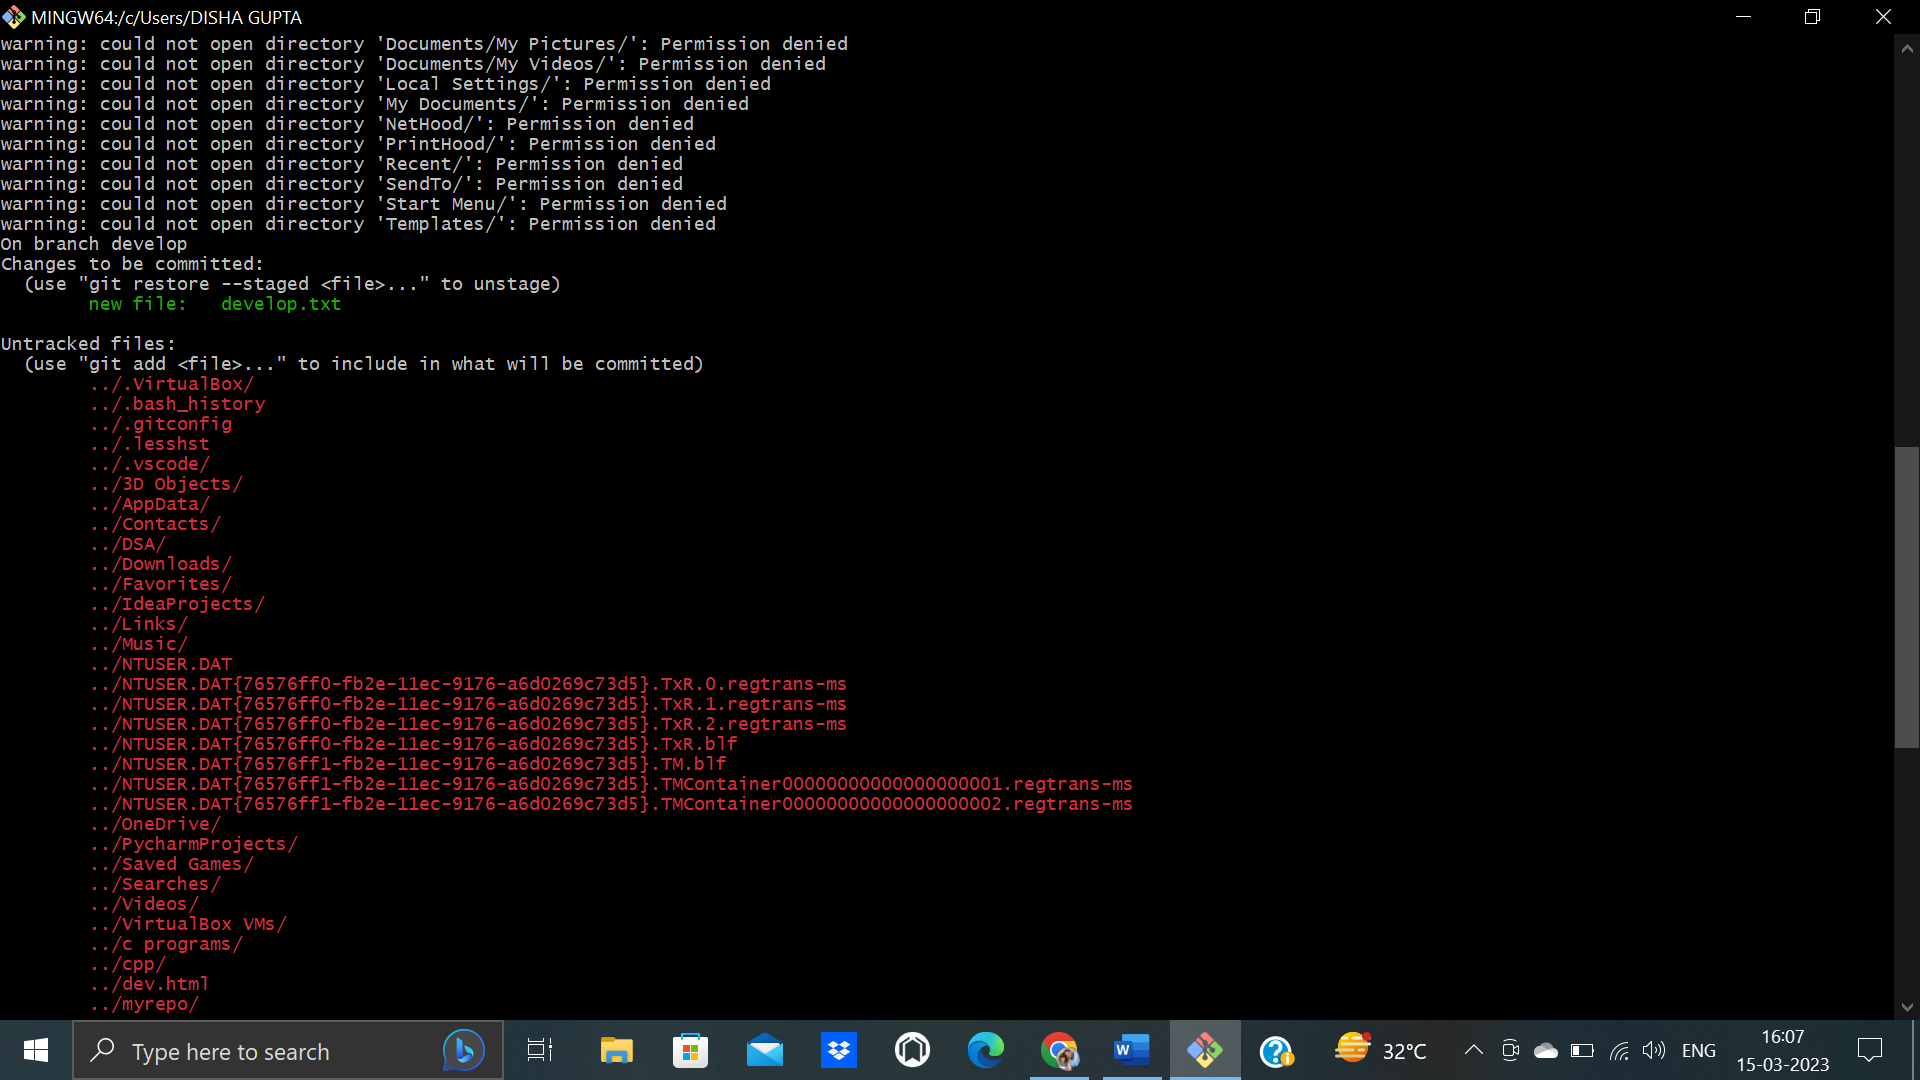 MINGW64:/c/Users/DISHA GUPTA
warning: could not open directory 'Documents/My Pictures/': Permission denied
warning: could not open directory 'Documents/My Videos/': Permission denied
warning: could not open directory 'Local Settings/': Permission denied
warning: could not open directory 'My Documents/': Permission denied
warning: could not open directory 'NetHood/': Permission denied
warning: could not open directory 'PrintHood/': Permission denied
warning: could not open directory 'Recent/': Permission denied
warning: could not open directory 'SendTo/': Permission denied
warning: could not open directory 'Start Menu/': Permission denied
warning: could not open directory 'Templates/': Permission denied
On branch develop
Changes to be committed:
  (use "git restore --staged <file>..." to unstage)
        new file:   develop.txt

Untracked files:
  (use "git add <file>..." to include in what will be committed)
        ../.VirtualBox/
        ../.bash_history
        ../.gitconfig
        ../.lesshst
        ../.vscode/
        ../3D Objects/
        ../AppData/
        ../Contacts/
        ../DSA/
        ../Downloads/
        ../Favorites/
        ../IdeaProjects/
        ../Links/
        ../Music/
        ../NTUSER.DAT
        ../NTUSER.DAT{76576ff0-fb2e-11ec-9176-a6d0269c73d5}.TxR.0.regtrans-ms
        ../NTUSER.DAT{76576ff0-fb2e-11ec-9176-a6d0269c73d5}.TxR.1.regtrans-ms
        ../NTUSER.DAT{76576ff0-fb2e-11ec-9176-a6d0269c73d5}.TxR.2.regtrans-ms
        ../NTUSER.DAT{76576ff0-fb2e-11ec-9176-a6d0269c73d5}.TxR.blf
        ../NTUSER.DAT{76576ff1-fb2e-11ec-9176-a6d0269c73d5}.TM.blf
        ../NTUSER.DAT{76576ff1-fb2e-11ec-9176-a6d0269c73d5}.TMContainer00000000000000000001.regtrans-ms
        ../NTUSER.DAT{76576ff1-fb2e-11ec-9176-a6d0269c73d5}.TMContainer00000000000000000002.regtrans-ms
        ../OneDrive/
        ../PycharmProjects/
        ../Saved Games/
        ../Searches/
        ../Videos/
        ../VirtualBox VMs/
        ../c programs/
        ../cpp/
        ../dev.html
        ../myrepo/
Type here to search
32°C
ENG
16:07
15-03-2023